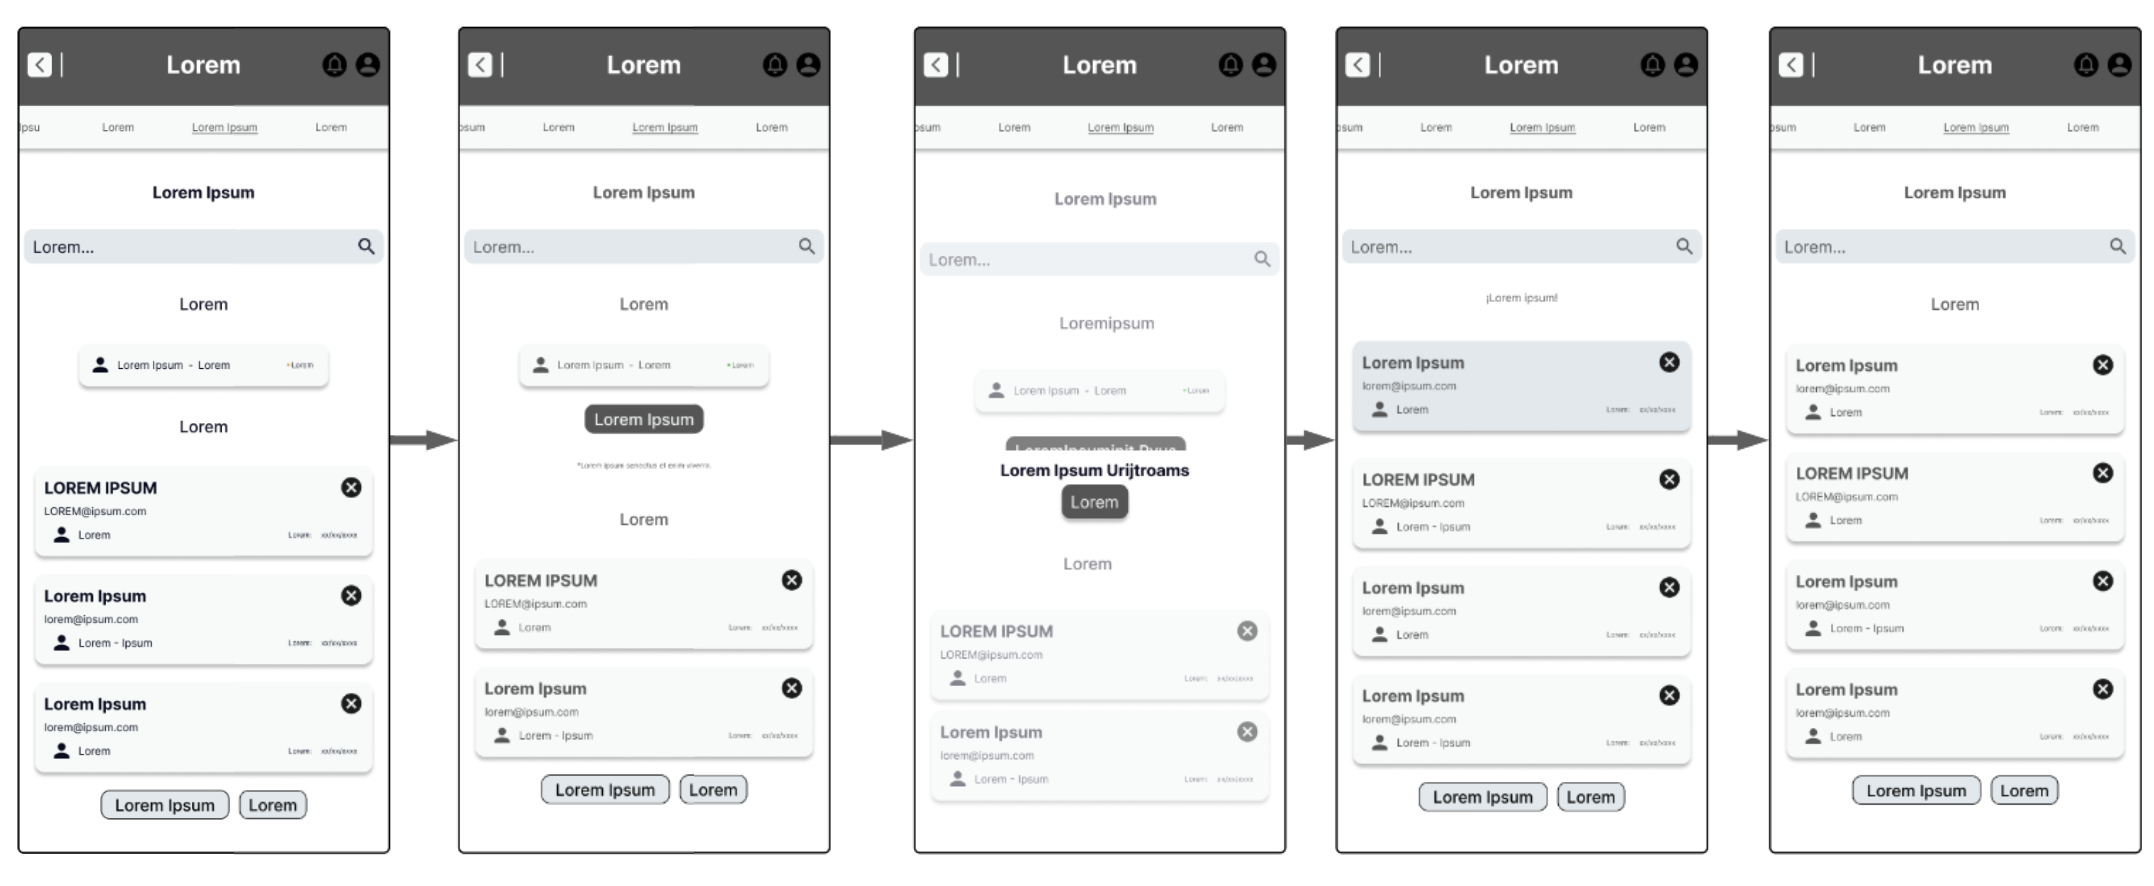 Lorem
Ipsu Lorem Lorem Ipsum Lorem
Lorem Ipsum
Lorem...
Lorem
Lorem Ipsum - Lorem Lorem
Lorem
LOREM IPSUM
LOREM@ipsum.com
Lorem Lorem: xx/xx/xxxx
Lorem Ipsum
lorem@ipsum.com
Lorem - Ipsum Lorem: xx/xx/xxxx
Lorem Ipsum
lorem@ipsum.com
Lorem Lorem: xx/xx/xxxx
Lorem Ipsum Lorem
Lorem
osum Lorem Lorem Ipsum Lorem
Lorem Ipsum
Lorem...
Lorem
Lorem Ipsum - Lorem Lorem
Lorem Ipsum
*Lorem ipsum senectus et enim viverra.
Lorem
LOREM IPSUM
LOREM@ipsum.com
Lorem Lorem: xx/xx/xxxx
Lorem Ipsum
lorem@ipsum.com
Lorem - Ipsum Lorem: xx/xx/xxxx
Lorem Ipsum Lorem
Lorem
osum Lorem Lorem Ipsum Lorem
Lorem Ipsum
Lorem...
Loremipsum
Lorem Ipsum - Lorem Lorem
Lorem Ipsum Urijtroams
Lorem
Lorem
LOREM IPSUM
LOREM@ipsum.com
Lorem Lorem: xx/xx/xxxx
Lorem Ipsum
lorem@ipsum.com
Lorem - Ipsum Lorem: xx/xx/xxxx
Lorem
osum Lorem Lorem Ipsum Lorem
Lorem Ipsum
Lorem...
¡Lorem ipsum!
Lorem Ipsum
lorem@ipsum.com
Lorem Lorem: xx/xx/xxxx
LOREM IPSUM
LOREM@ipsum.com
Lorem - Ipsum Lorem: xx/xx/xxxx
Lorem Ipsum
lorem@ipsum.com
Lorem Lorem: xx/xx/xxxx
Lorem Ipsum
lorem@ipsum.com
Lorem - Ipsum Lorem: xx/xx/xxxx
Lorem Ipsum Lorem
Lorem
osum Lorem Lorem Ipsum Lorem
Lorem Ipsum
Lorem...
Lorem
Lorem Ipsum
lorem@ipsum.com
Lorem Lorem: xx/xx/xxxx
LOREM IPSUM
LOREM@ipsum.com
Lorem Lorem: xx/xx/xxxx
Lorem Ipsum
lorem@ipsum.com
Lorem - Ipsum Lorem: xx/xx/xxxx
Lorem Ipsum
lorem@ipsum.com
Lorem Lorem: xx/xx/xxxx
Lorem Ipsum Lorem